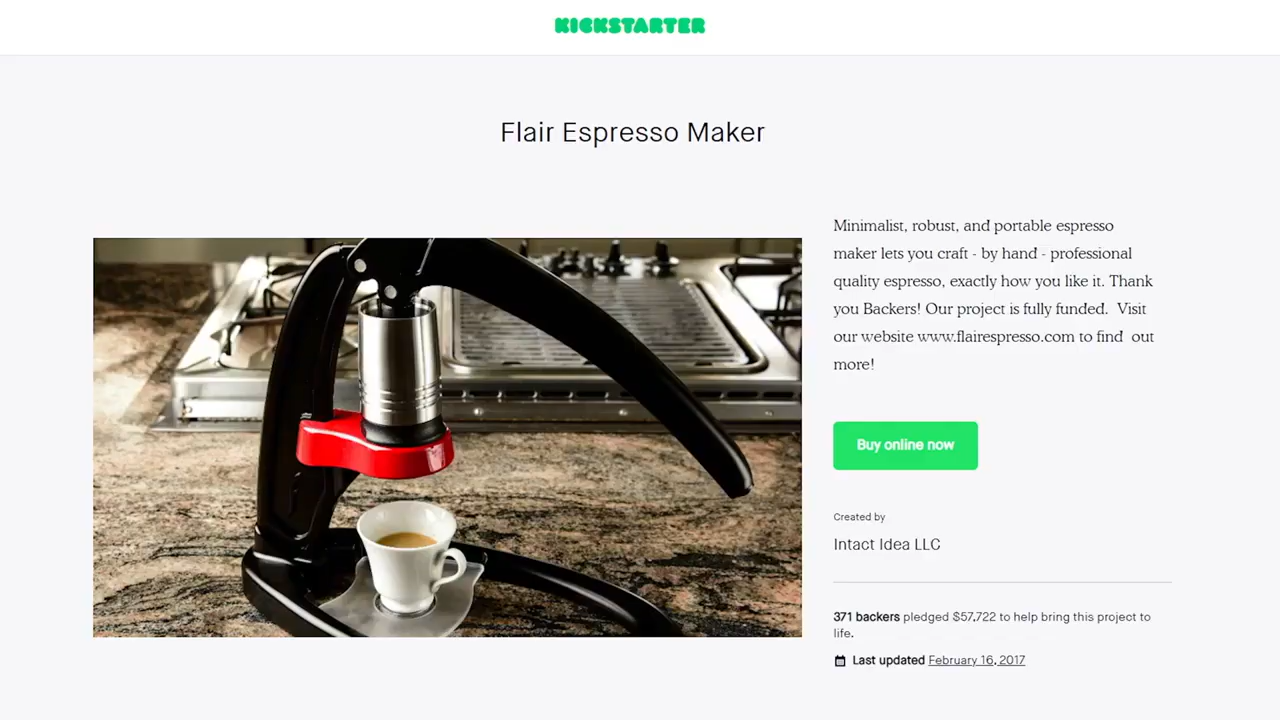 KICKSTARTER
Flair Espresso Maker
Minimalist, robust, and portable espresso
maker lets you craft - by hand - professional
quality espresso, exactly how you like it. Thank
you Backers! Our project is fully funded. Visit
our website www.flairespresso.com to find out
more!
Buy online now
Created by
Intact Idea LLC
371 backers pledged $57,722 to help bring this project to
life.
Last updated February 16, 2017